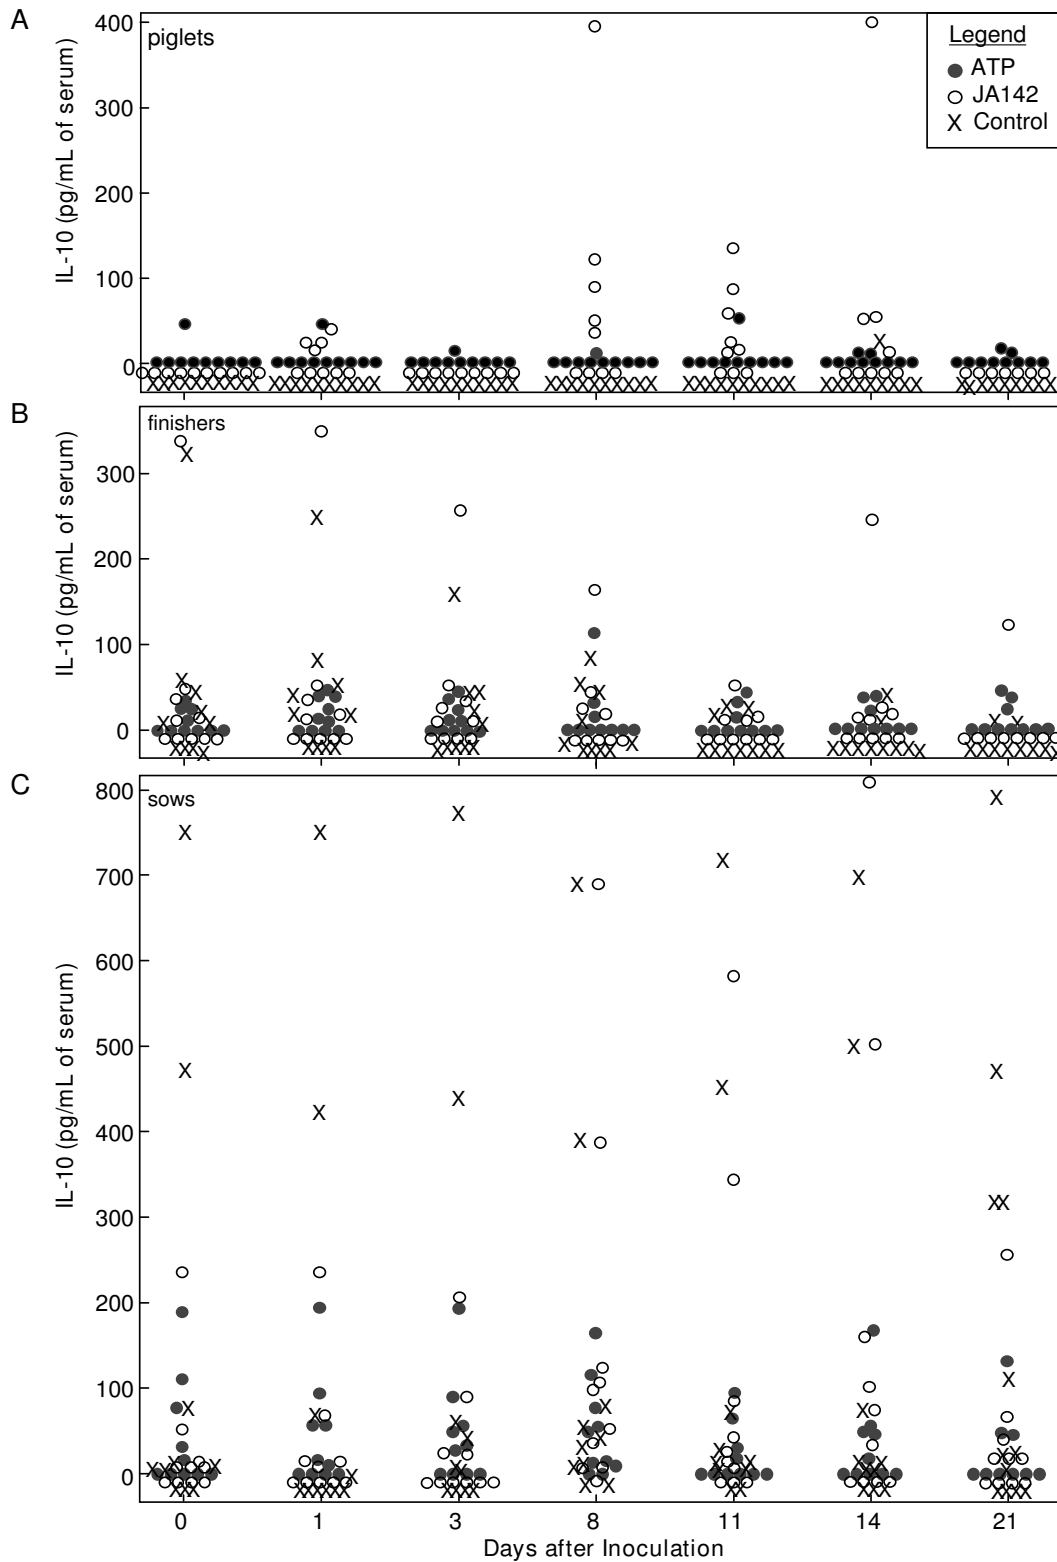 A
piglets
IL-10 (pg/mL of serum)
400
300
200
100
0
Legend
ATP
JA142
X Control
B
finishers
IL-10 (pg/mL of serum)
300
200
100
0
C
sows
IL-10 (pg/mL of serum)
800
700
600
500
400
300
200
100
0
0 1 3 8 11 14 21
Days after Inoculation